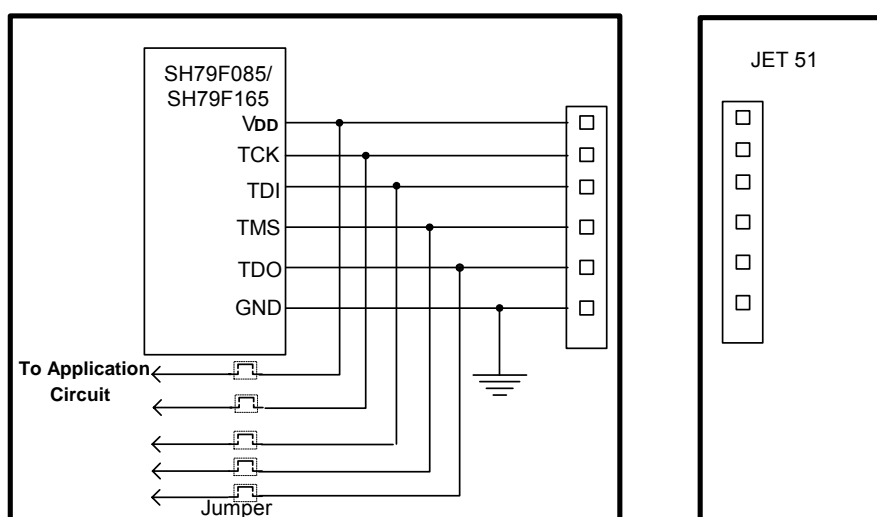 SH79F085/
SH79F165
VDD
TCK
TDI
TMS
TDO
GND
To Application
Circuit
Jumper
JET 51